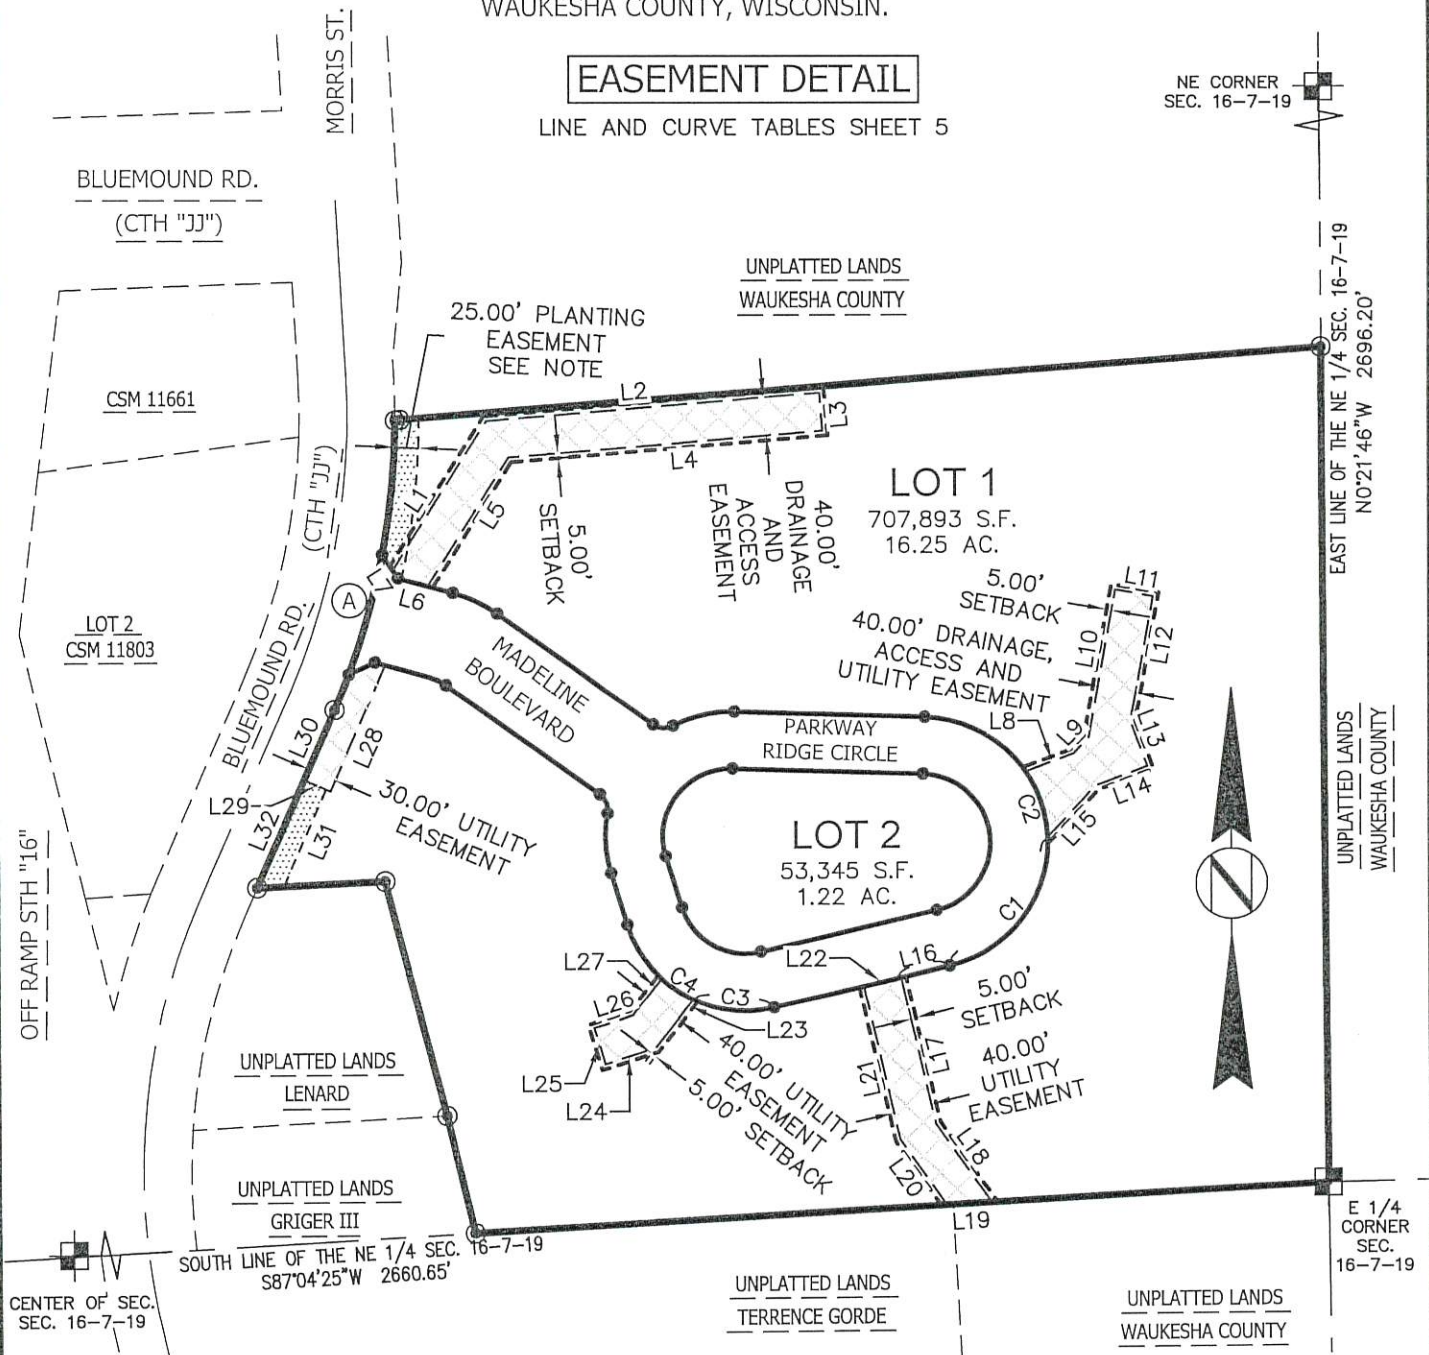 WAUKESHA COUNTY, WISCONSIN.
EASEMENT DETAIL
LINE AND CURVE TABLES SHEET 5
MORRIS ST.
NE CORNER
SEC. 16-7-19
BLUEMOUND RD.
(CTH "JJ")
UNPLATTED LANDS
WAUKESHA COUNTY
25.00' PLANTING
EASEMENT
SEE NOTE
EAST LINE OF THE NE 1/4 SEC. 16-7-19
N0°21'46"W 2696.20'
CSM 11661
(CTH "JJ")
L2
L3
L4
L1
L5
5.00'
SETBACK
40.00'
DRAINAGE
AND
ACCESS
EASEMENT
LOT 1
707,893 S.F.
16.25 AC.
L7
L6
A
LOT 2
CSM 11803
BLUEMOUND RD.
MADELINE
BOULEVARD
5.00'
SETBACK
L11
40.00' DRAINAGE,
ACCESS AND
UTILITY EASEMENT
L10
L12
L8
L9
L13
L14
L15
C2
PARKWAY
RIDGE CIRCLE
L30
L28
L29
L32
L31
30.00' UTILITY
EASEMENT
LOT 2
53,345 S.F.
1.22 AC.
C1
UNPLATTED LANDS
WAUKESHA COUNTY
N
OFF RAMP STH "16"
L22
L16
L27
C4
C3
L26
L23
L25
L24
40.00' UTILITY
EASEMENT
5.00' SETBACK
5.00'
SETBACK
L17
L21
40.00'
UTILITY
EASEMENT
L18
L20
L19
UNPLATTED LANDS
LENARD
UNPLATTED LANDS
GRIGER III
SOUTH LINE OF THE NE 1/4 SEC. 16-7-19
S87°04'25"W 2660.65'
CENTER OF SEC.
SEC. 16-7-19
E 1/4
CORNER
SEC.
16-7-19
UNPLATTED LANDS
TERRENCE GORDE
UNPLATTED LANDS
WAUKESHA COUNTY